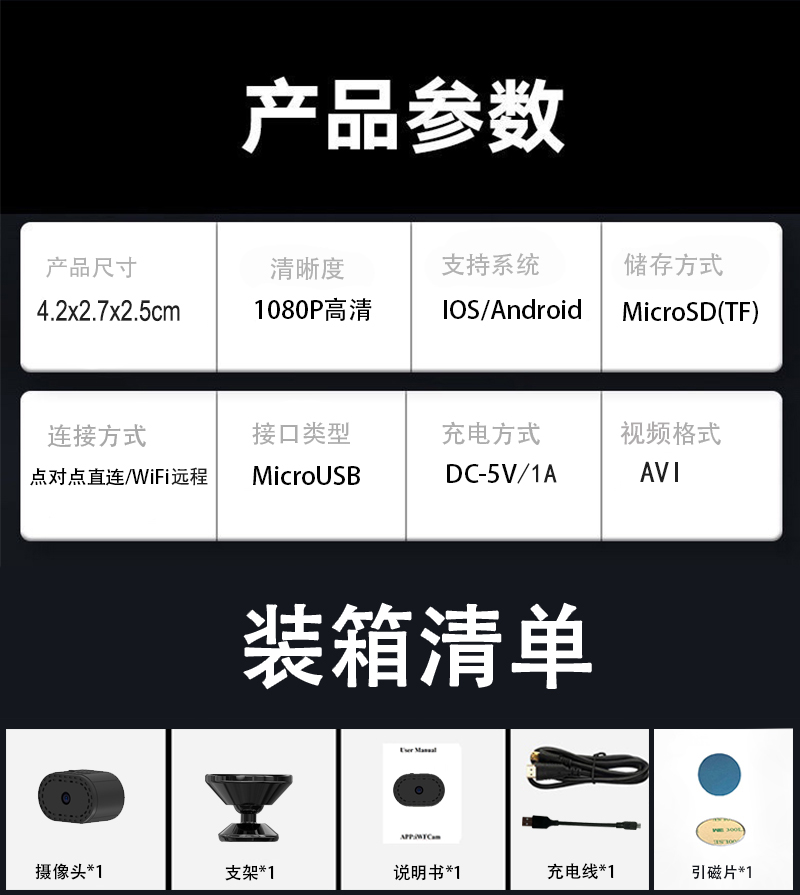 产品参数
产品尺寸
4.2x2.7x2.5cm
清晰度
1080P高清
支持系统
IOS/Android
储存方式
MicroSD(TF)
连接方式
点对点直连/WiFi远程
接口类型
MicroUSB
充电方式
DC-5V/1A
视频格式
AVI
装箱清单
User Manual
APP:iWFCam
摄像头*1
支架*1
说明书*1
充电线*1
引磁片*1